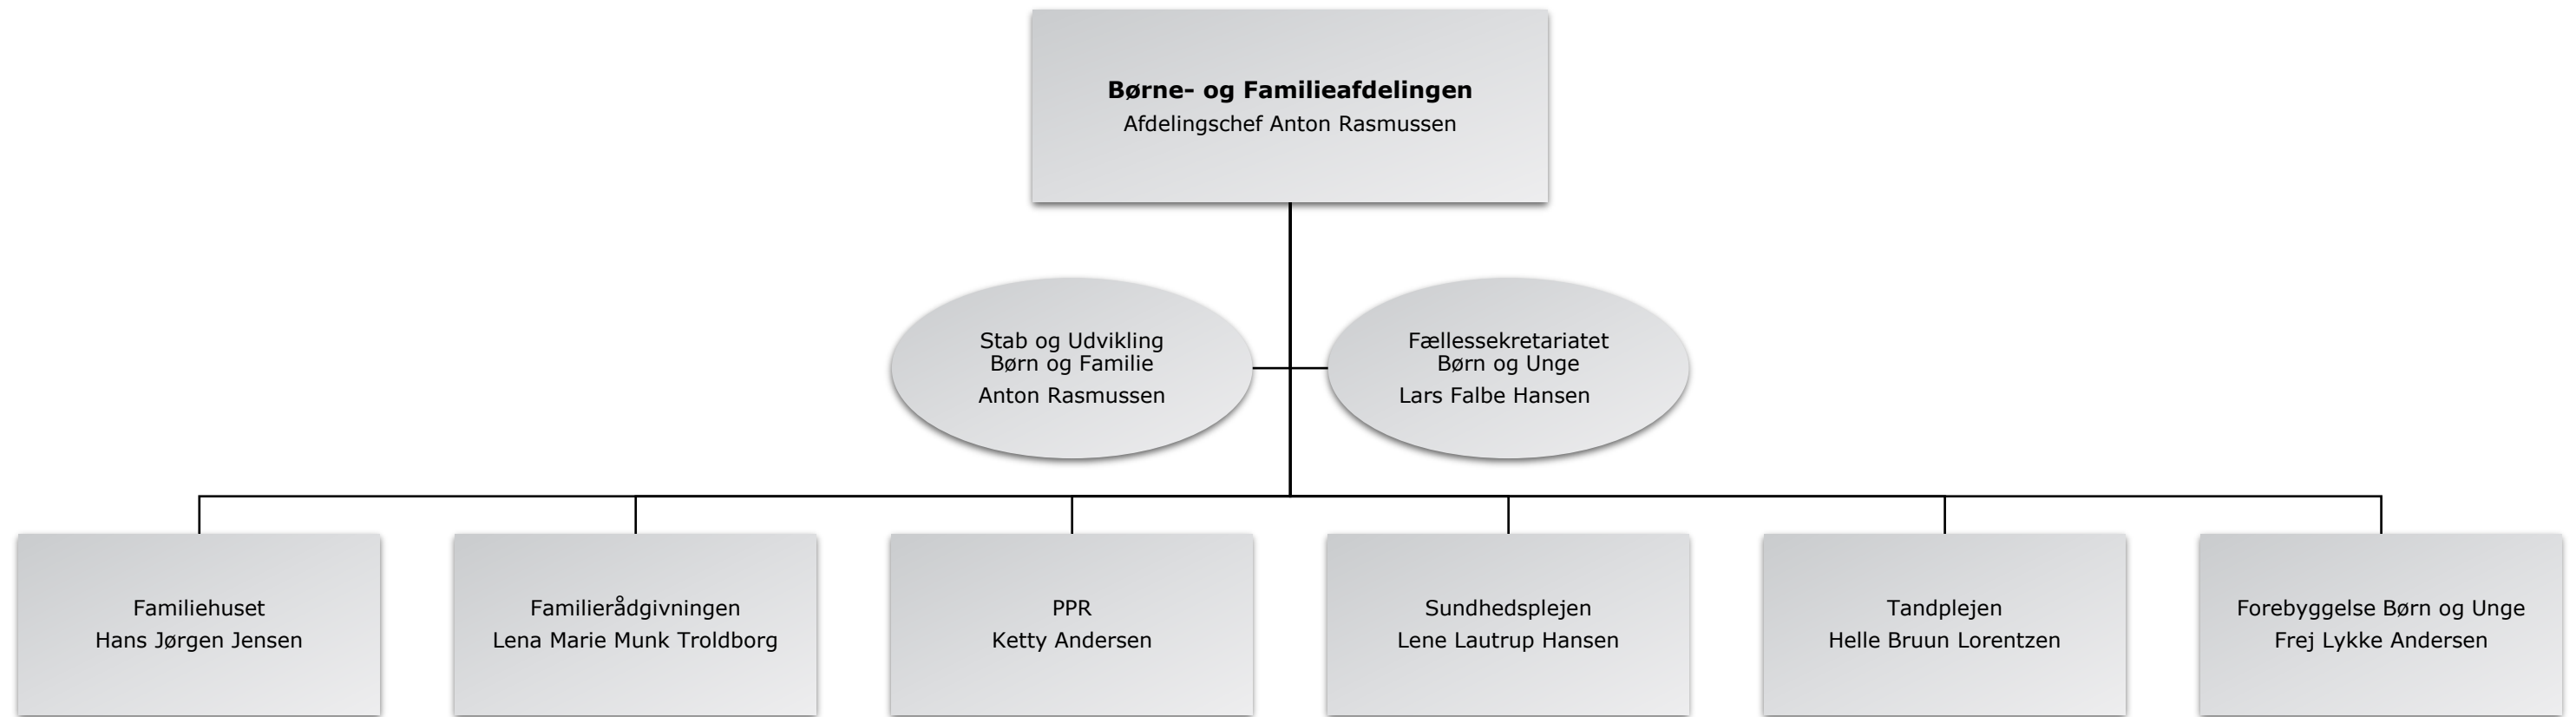 Børne- og Familieafdelingen
Afdelingschef Anton Rasmussen
Stab og Udvikling
Børn og Familie
Anton Rasmussen
Fællessekretariatet
Børn og Unge
Lars Falbe Hansen
Familiehuset
Hans Jørgen Jensen
Familierådgivningen
Lena Marie Munk Troldborg
PPR
Ketty Andersen
Sundhedsplejen
Lene Lautrup Hansen
Tandplejen
Helle Bruun Lorentzen
Forebyggelse Børn og Unge
Frej Lykke Andersen